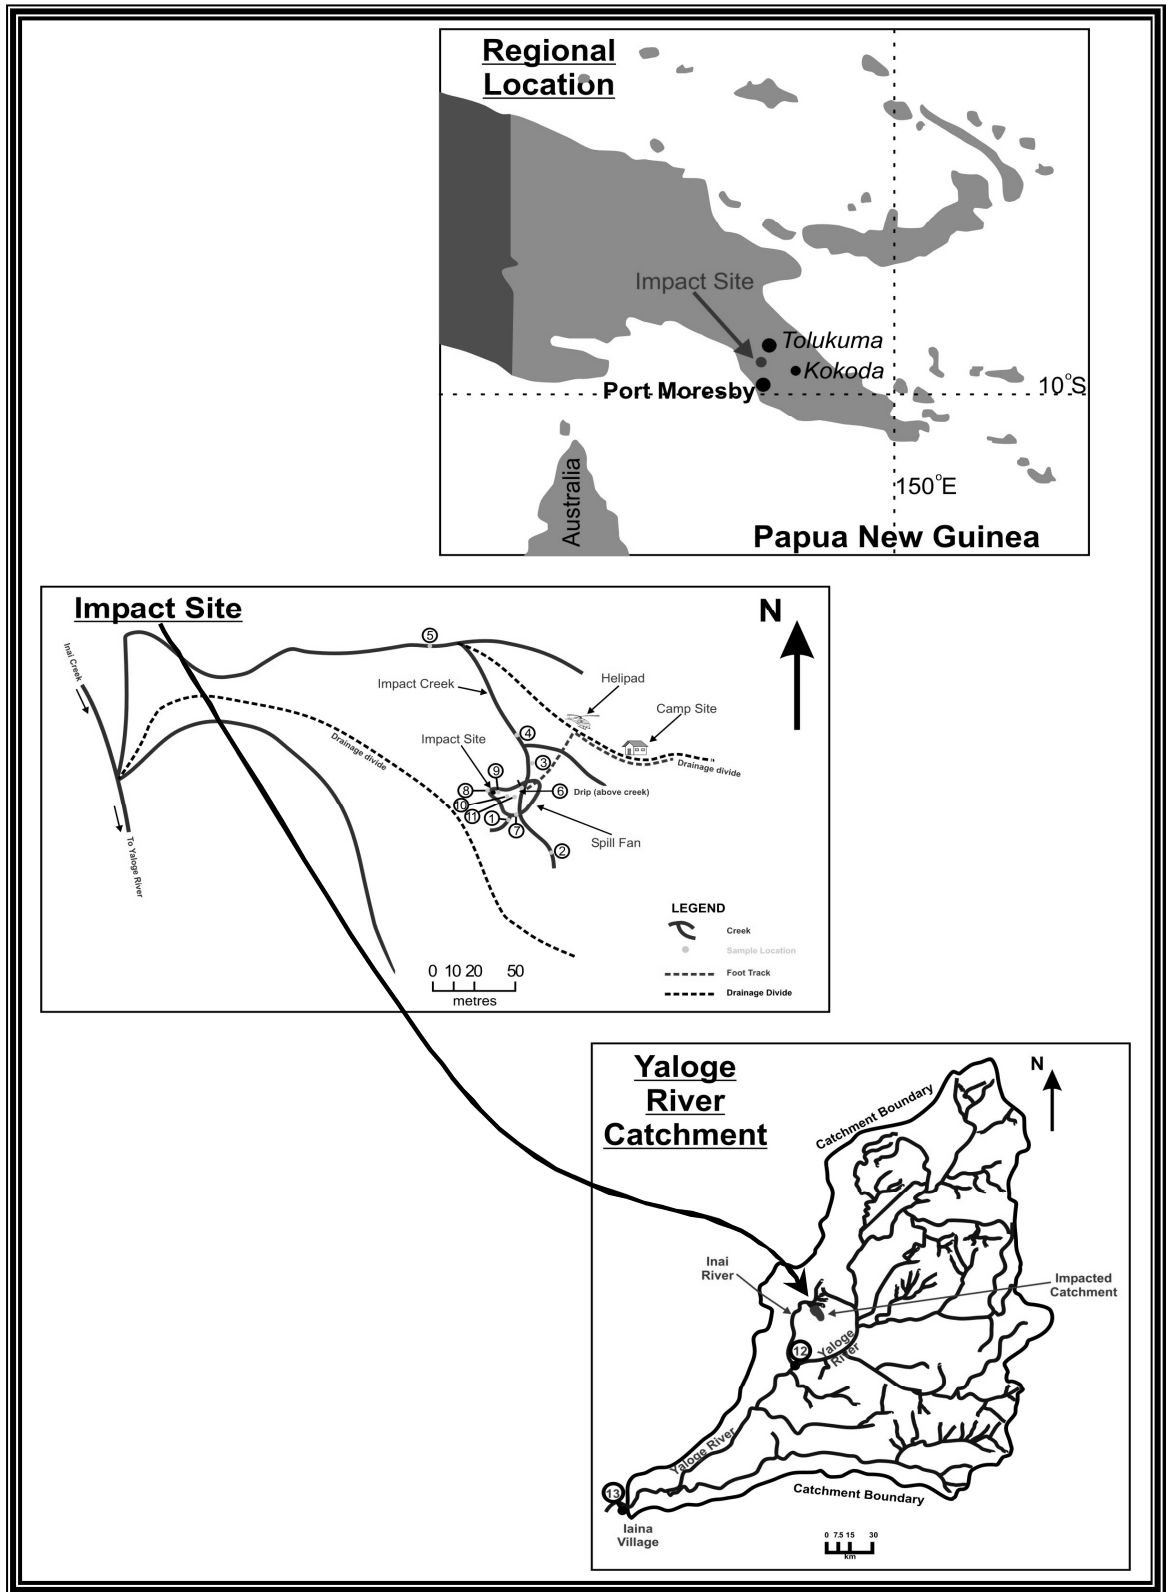 Regional
Location
Impact Site
Tolukuma
Kokoda
Port Moresby
10°S
150°E
Australia
Papua New Guinea
Impact Site
N
Inai Creek
5
Impact Creek
Helipad
Camp Site
4
Impact Site
Drainage divide
3
Drainage divide
9
8
6
Drip (above creek)
10
11
1
7
Spill Fan
2
To Yaloge River
LEGEND
Creek
Sample Location
Foot Track
Drainage Divide
0 10 20 50
metres
Yaloge
River
Catchment
N
Catchment Boundary
Inai
River
Impacted
Catchment
12
Yaloge
River
Yaloge River
13
Iaina
Village
Catchment Boundary
0 7.5 15 30
km